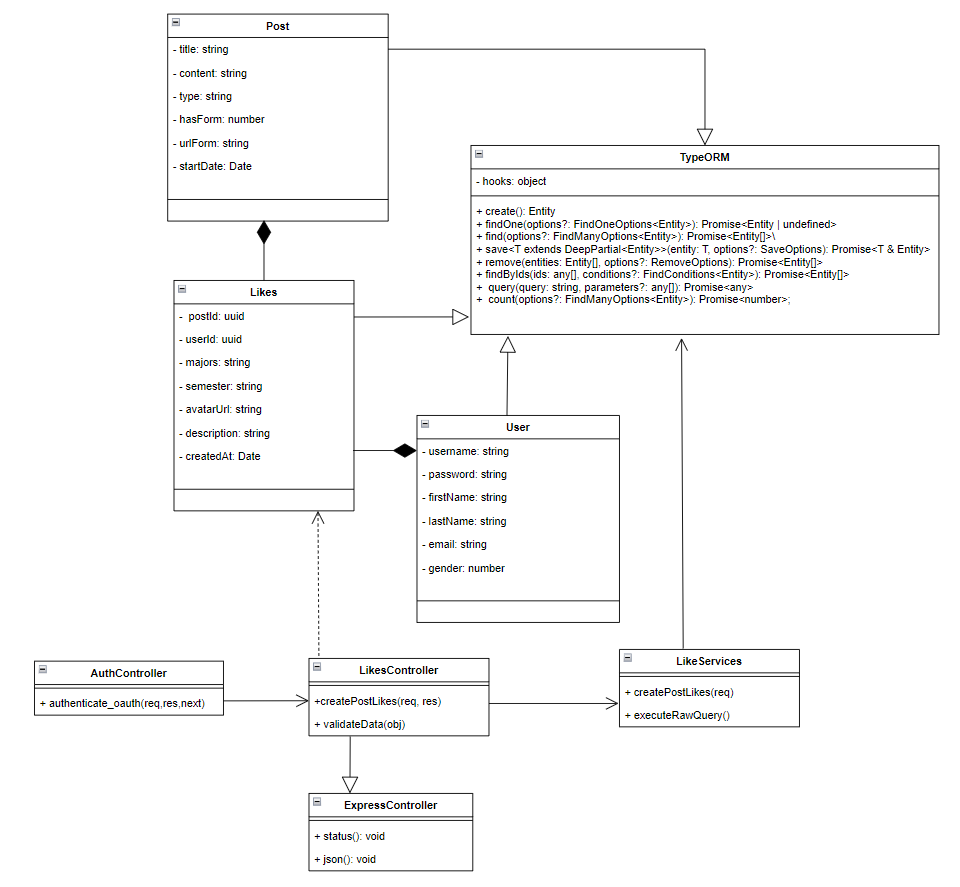 Post
- title: string
- content: string
- type: string
- hasForm: number
- urlForm: string
- startDate: Date
TypeORM
- hooks: object
+ create(): Entity
+ findOne(options?: FindOneOptions<Entity>): Promise<Entity | undefined>
+ find(options?: FindManyOptions<Entity>): Promise<Entity[]>\
+ save<T extends DeepPartial<Entity>>(entity: T, options?: SaveOptions): Promise<T & Entity>
+ remove(entities: Entity[], options?: RemoveOptions): Promise<Entity[]>
+ findByIds(ids: any[], conditions?: FindConditions<Entity>): Promise<Entity[]>
+ query(query: string, parameters?: any[]): Promise<any>
+ count(options?: FindManyOptions<Entity>): Promise<number>;
Likes
- postId: uuid
- userId: uuid
- majors: string
- semester: string
- avatarUrl: string
- description: string
- createdAt: Date
User
- username: string
- password: string
- firstName: string
- lastName: string
- email: string
- gender: number
AuthController
+ authenticate_oauth(req,res,next)
LikesController
+createPostLikes(req, res)
+ validateData(obj)
LikeServices
+ createPostLikes(req)
+ executeRawQuery()
ExpressController
+ status(): void
+ json(): void